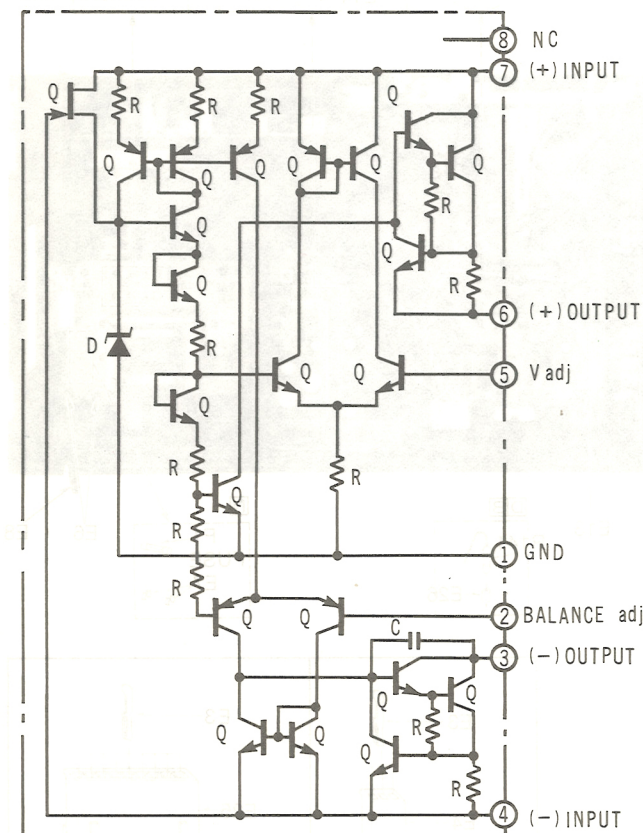 8 NC
7 (+)INPUT
Q Q
R R R
Q Q Q Q Q Q
R
Q
Q
Q R
6 (+)OUTPUT
D R
Q Q 5 V adj
Q
R R
Q
R
1 GND
R
Q Q 2 BALANCE adj
C
3 (-)OUTPUT
Q Q
Q Q R
Q
R
4 (-)INPUT